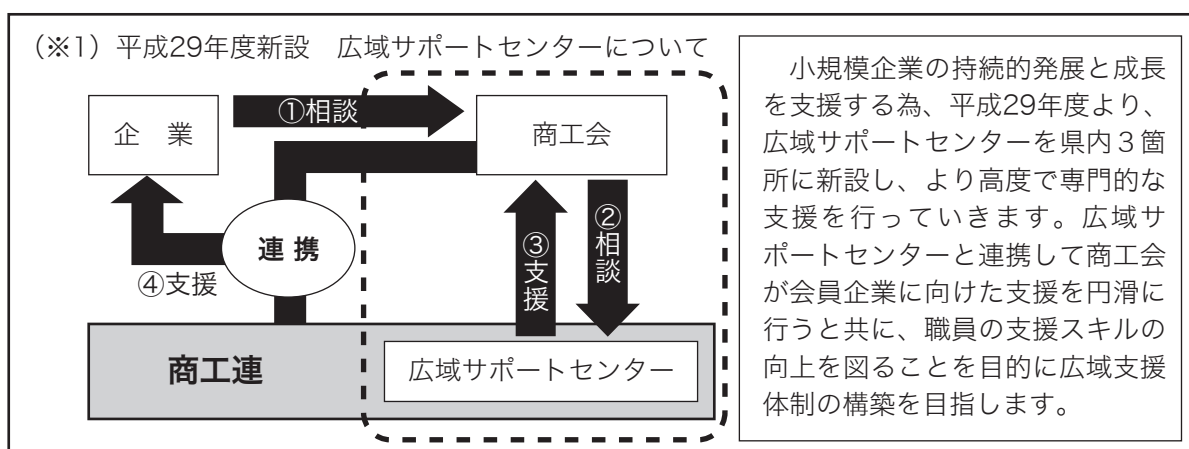 (※1)平成29年度新設　広域サポートセンターについて
企　業
①相談
商工会
連 携
④支援
③支援
②相談
商工連
広域サポートセンター
　小規模企業の持続的発展と成長
を支援する為、平成29年度より、
広域サポートセンターを県内３箇
所に新設し、より高度で専門的な
支援を行っていきます。広域サ
ポートセンターと連携して商工会
が会員企業に向けた支援を円滑に
行うと共に、職員の支援スキルの
向上を図ることを目的に広域支援
体制の構築を目指します。